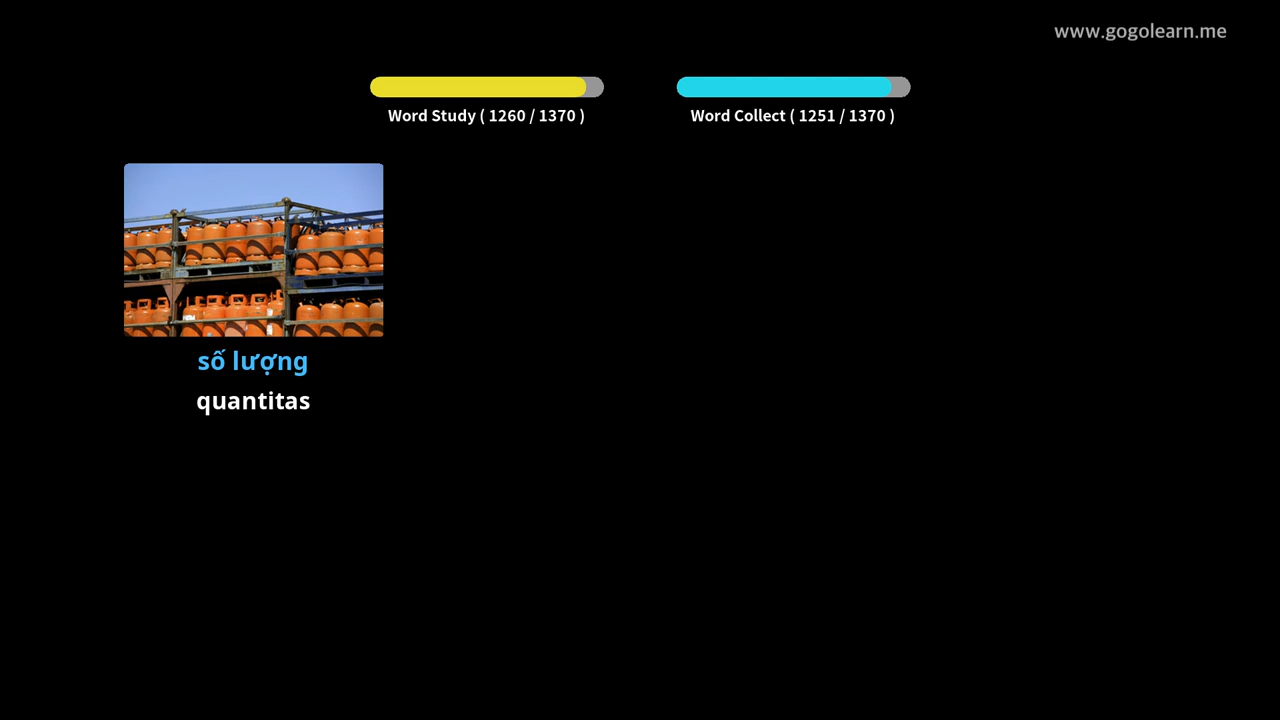 www.gogolearn.me
Word Study ( 1260 / 1370 )
Word Collect ( 1251 / 1370 )
số lượng
quantitas